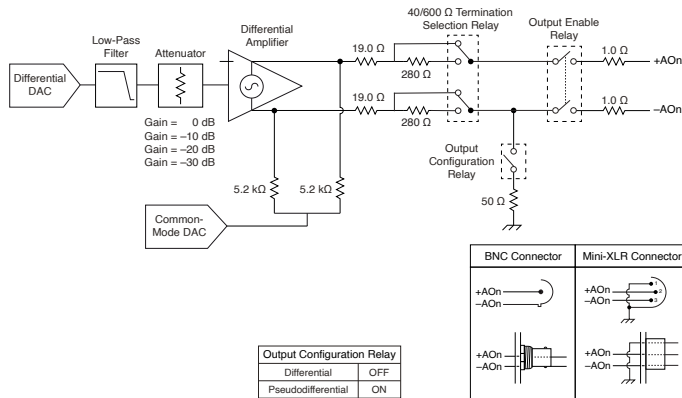 40/600 Ω Termination
Selection Relay
Differential
Amplifier
Output Enable
Relay
Low-Pass
Filter
Attenuator
19.0 Ω
280 Ω
1.0 Ω
+AOn
Differential
DAC
19.0 Ω
280 Ω
1.0 Ω
–AOn
Gain = 0 dB
Gain = –10 dB
Gain = –20 dB
Gain = –30 dB
Output
Configuration
Relay
5.2 kΩ
5.2 kΩ
50 Ω
Common-
Mode DAC
BNC Connector
Mini-XLR Connector
+AOn
–AOn
+AOn
–AOn
1
2
3
+AOn
–AOn
+AOn
–AOn
Output Configuration Relay
Differential OFF
Pseudodifferential ON